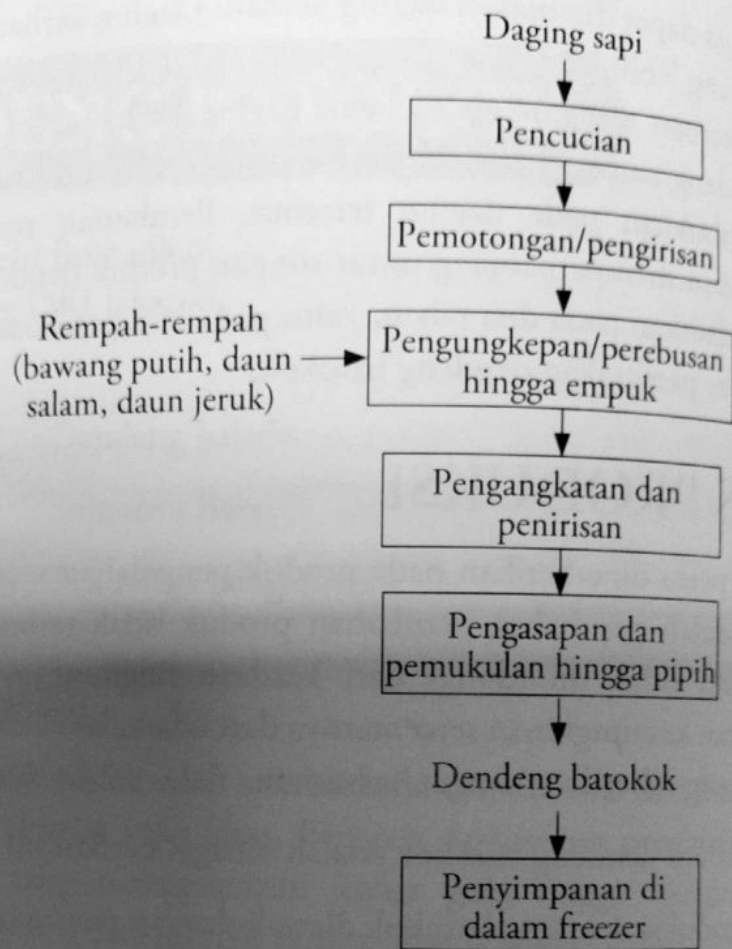 Daging sapi
Pencucian
Pemotongan/pengirisan
Rempah-rempah
(bawang putih, daun
salam, daun jeruk)
Pengungkepan/perebusan
hingga empuk
Pengangkatan dan
penirisan
Pengasapan dan
pemukulan hingga pipih
Dendeng batokok
Penyimpanan di
dalam freezer